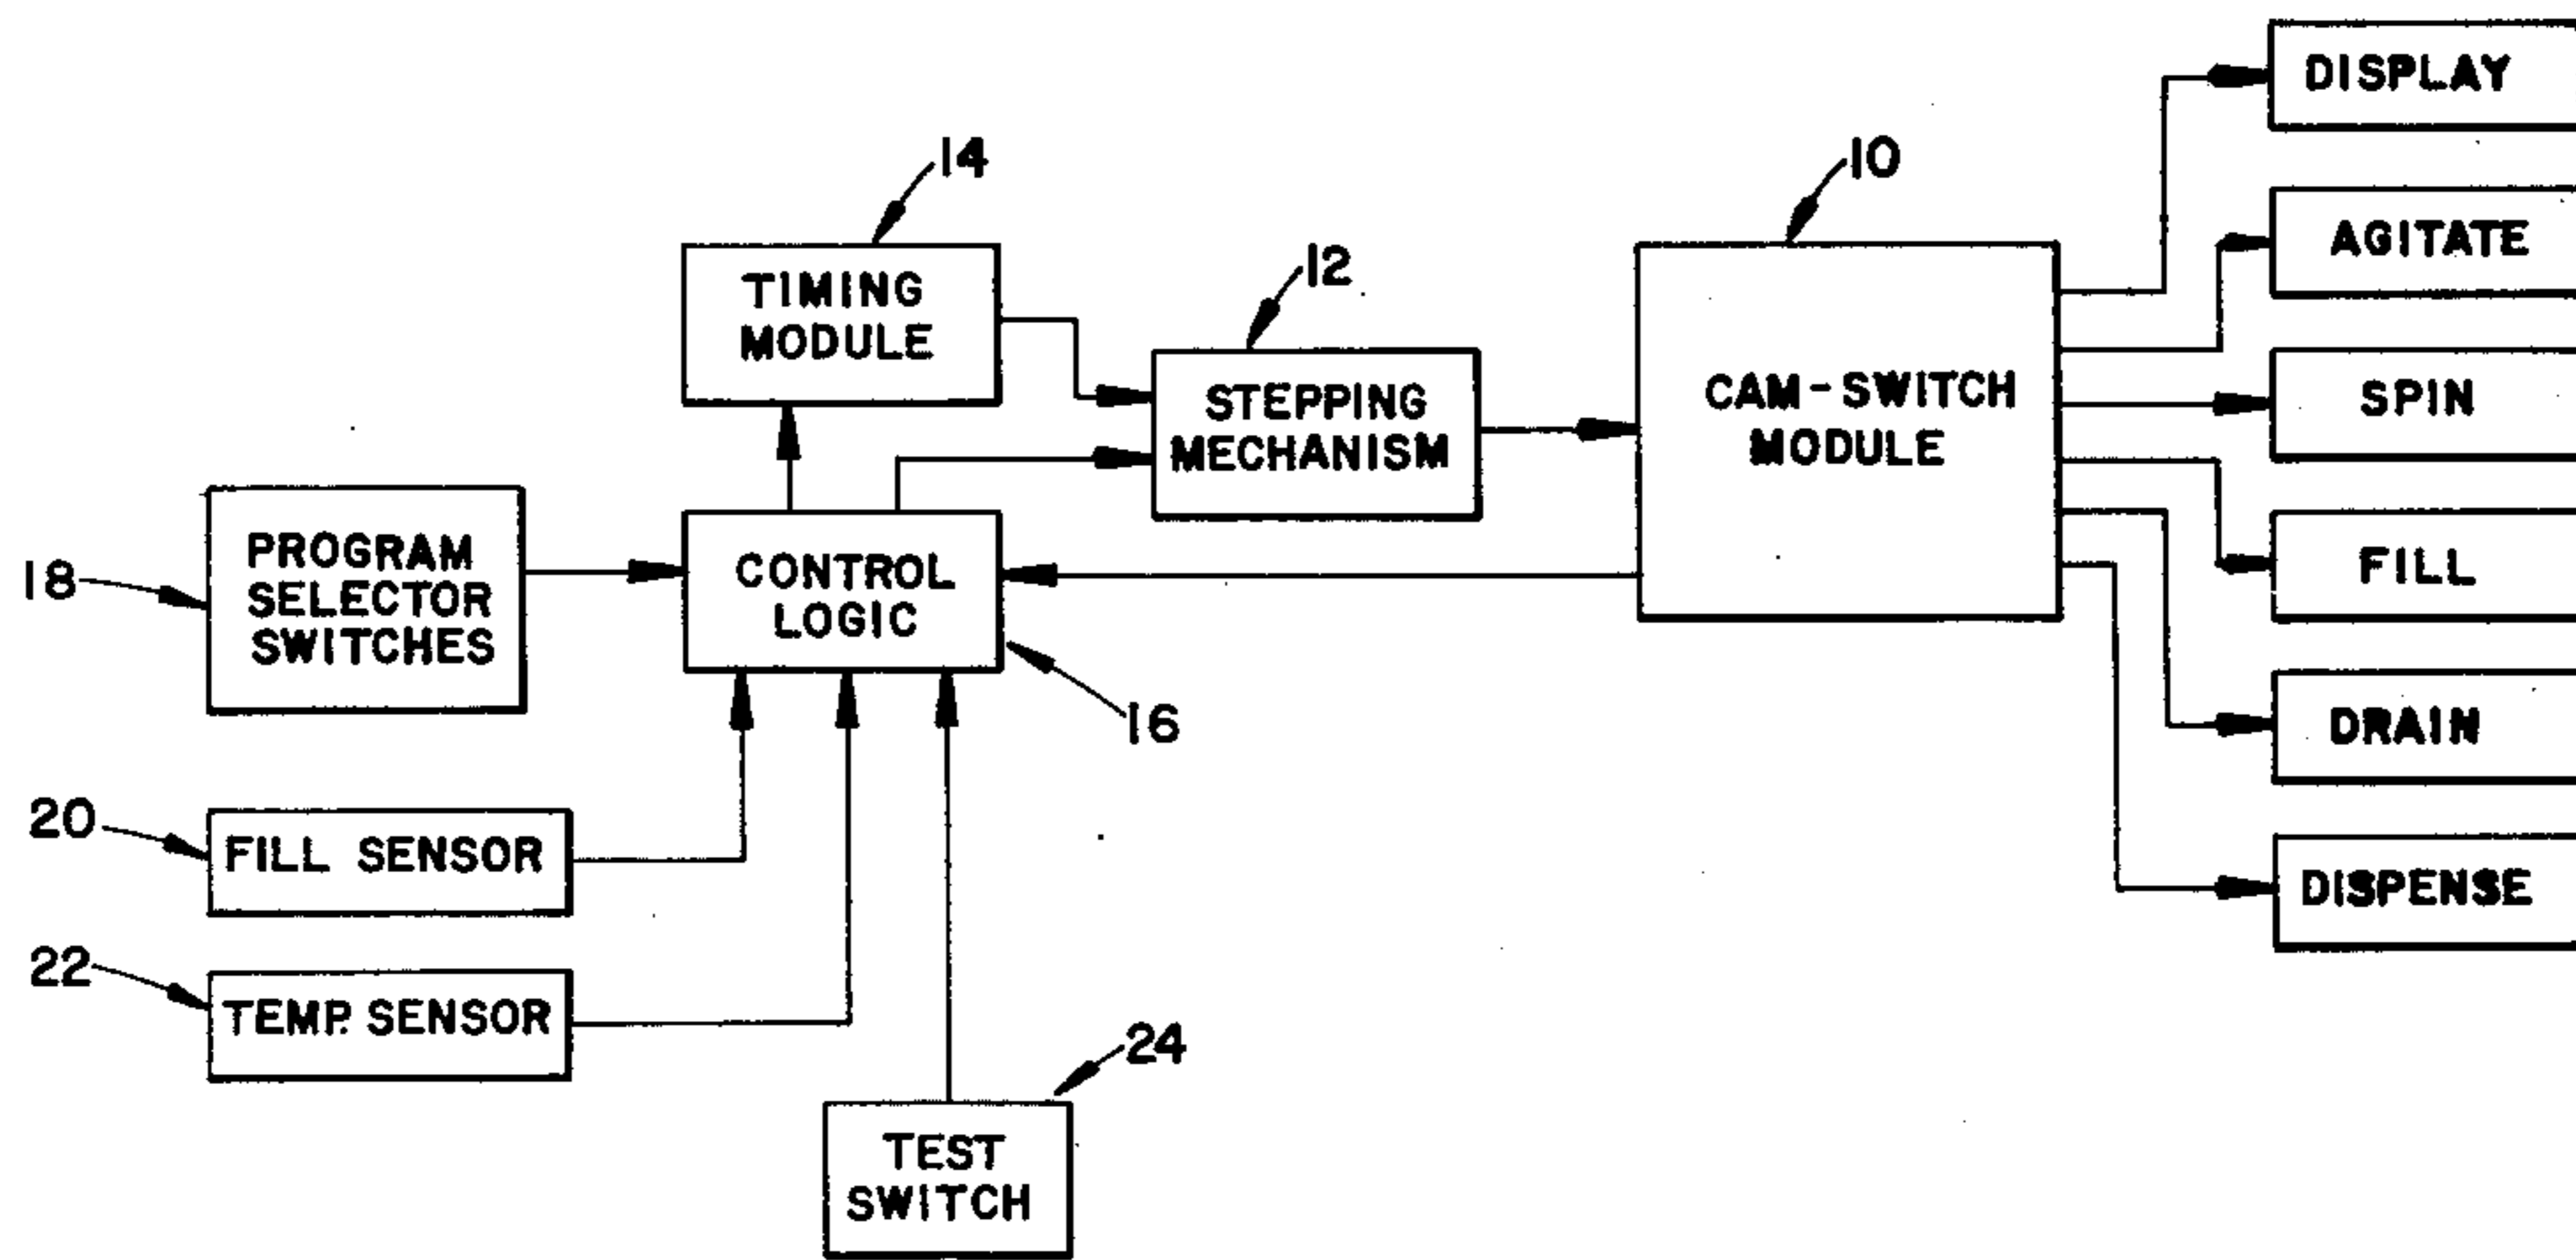 DISPLAY
14
10
AGITATE
12
TIMING
MODULE
STEPPING
MECHANISM
CAM-SWITCH
MODULE
SPIN
18
PROGRAM
SELECTOR
SWITCHES
CONTROL
LOGIC
FILL
16
DRAIN
20
FILL SENSOR
DISPENSE
22
TEMP. SENSOR
24
TEST
SWITCH